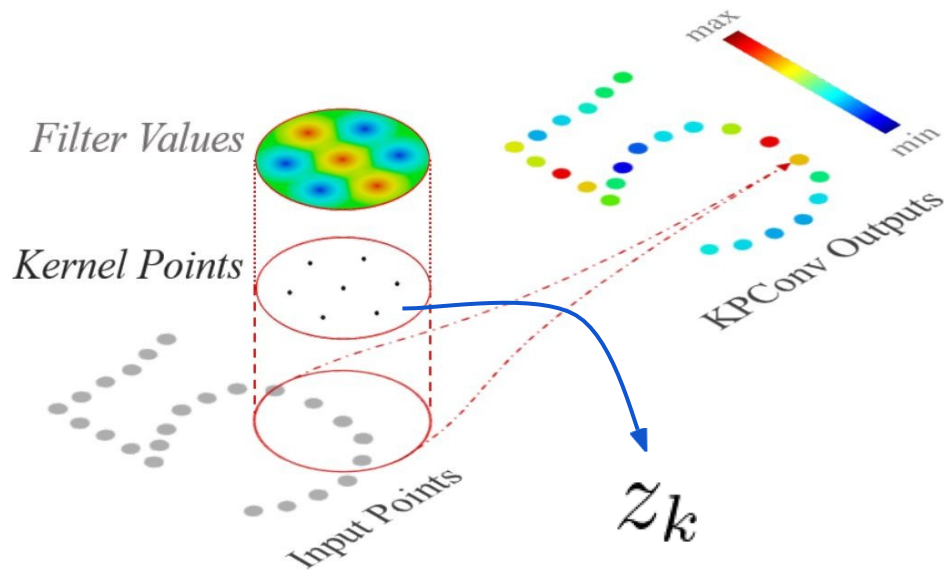 max
Filter Values
min
Kernel Points
KPConv Outputs
Input Points
z_k